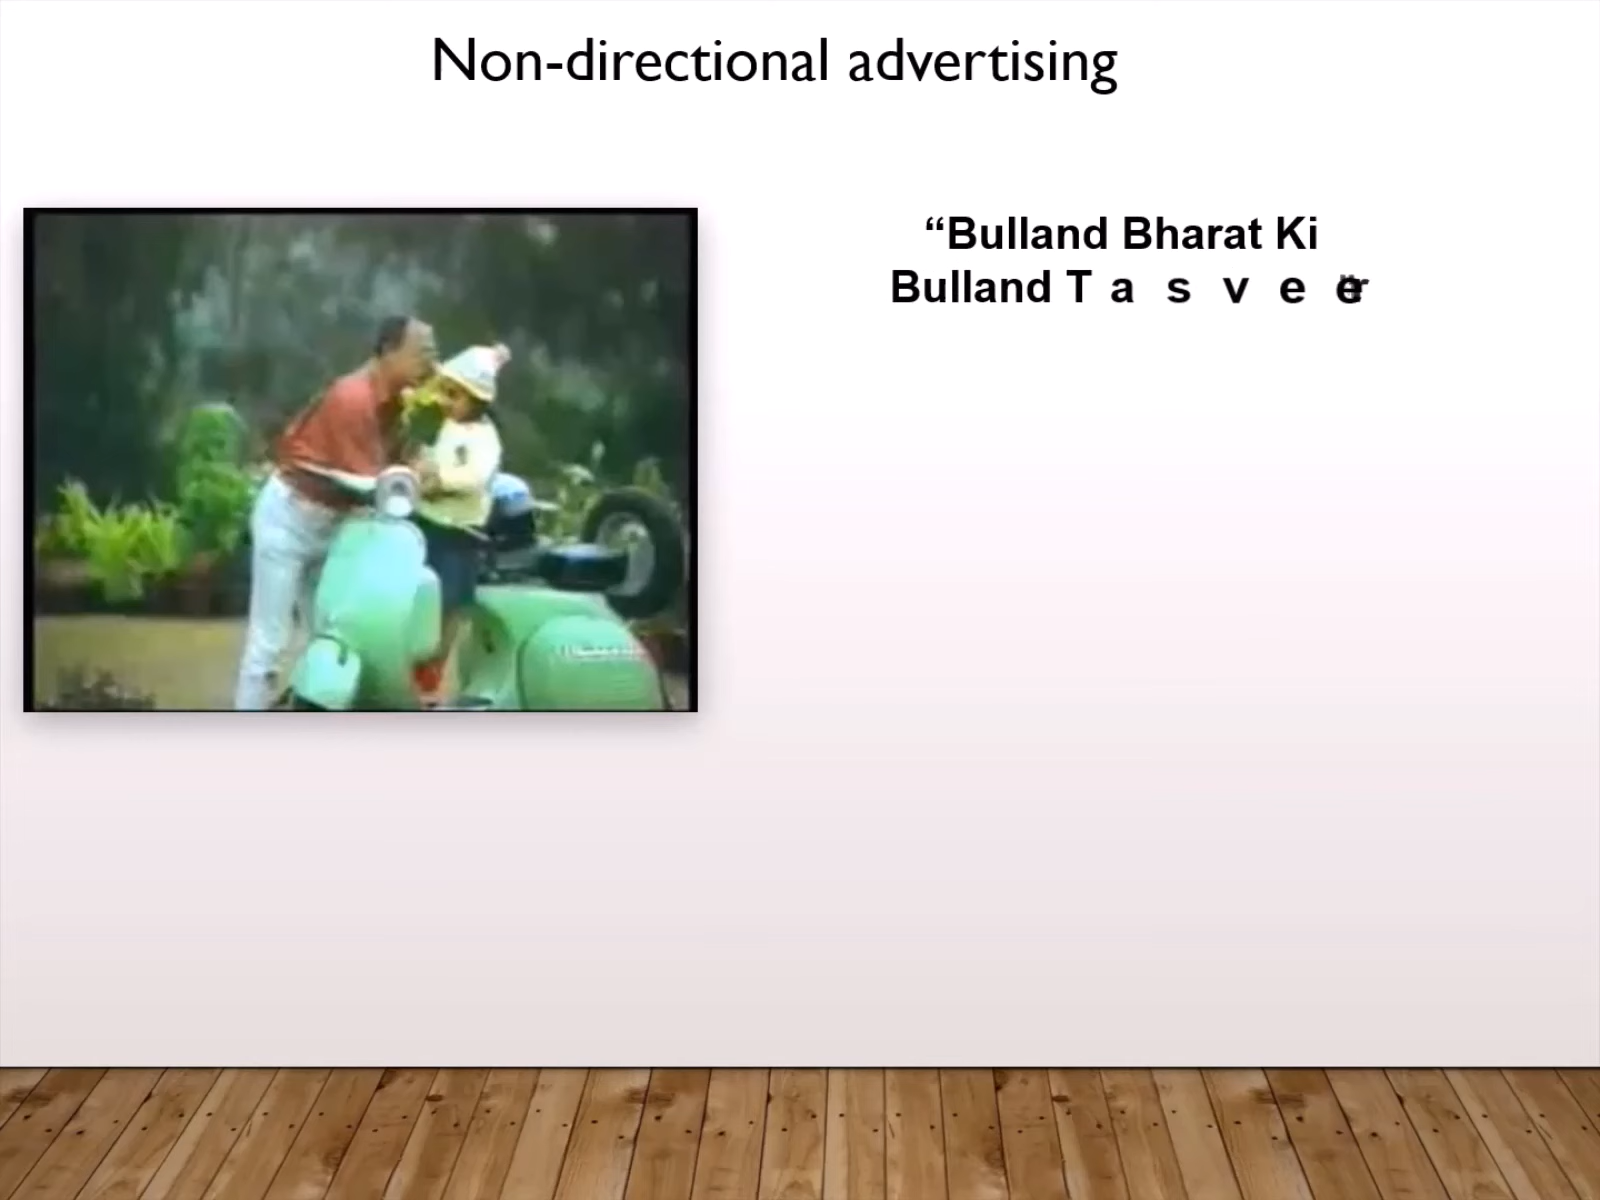 Non-directional advertising
“Bulland Bharat Ki
Bulland T a s v e